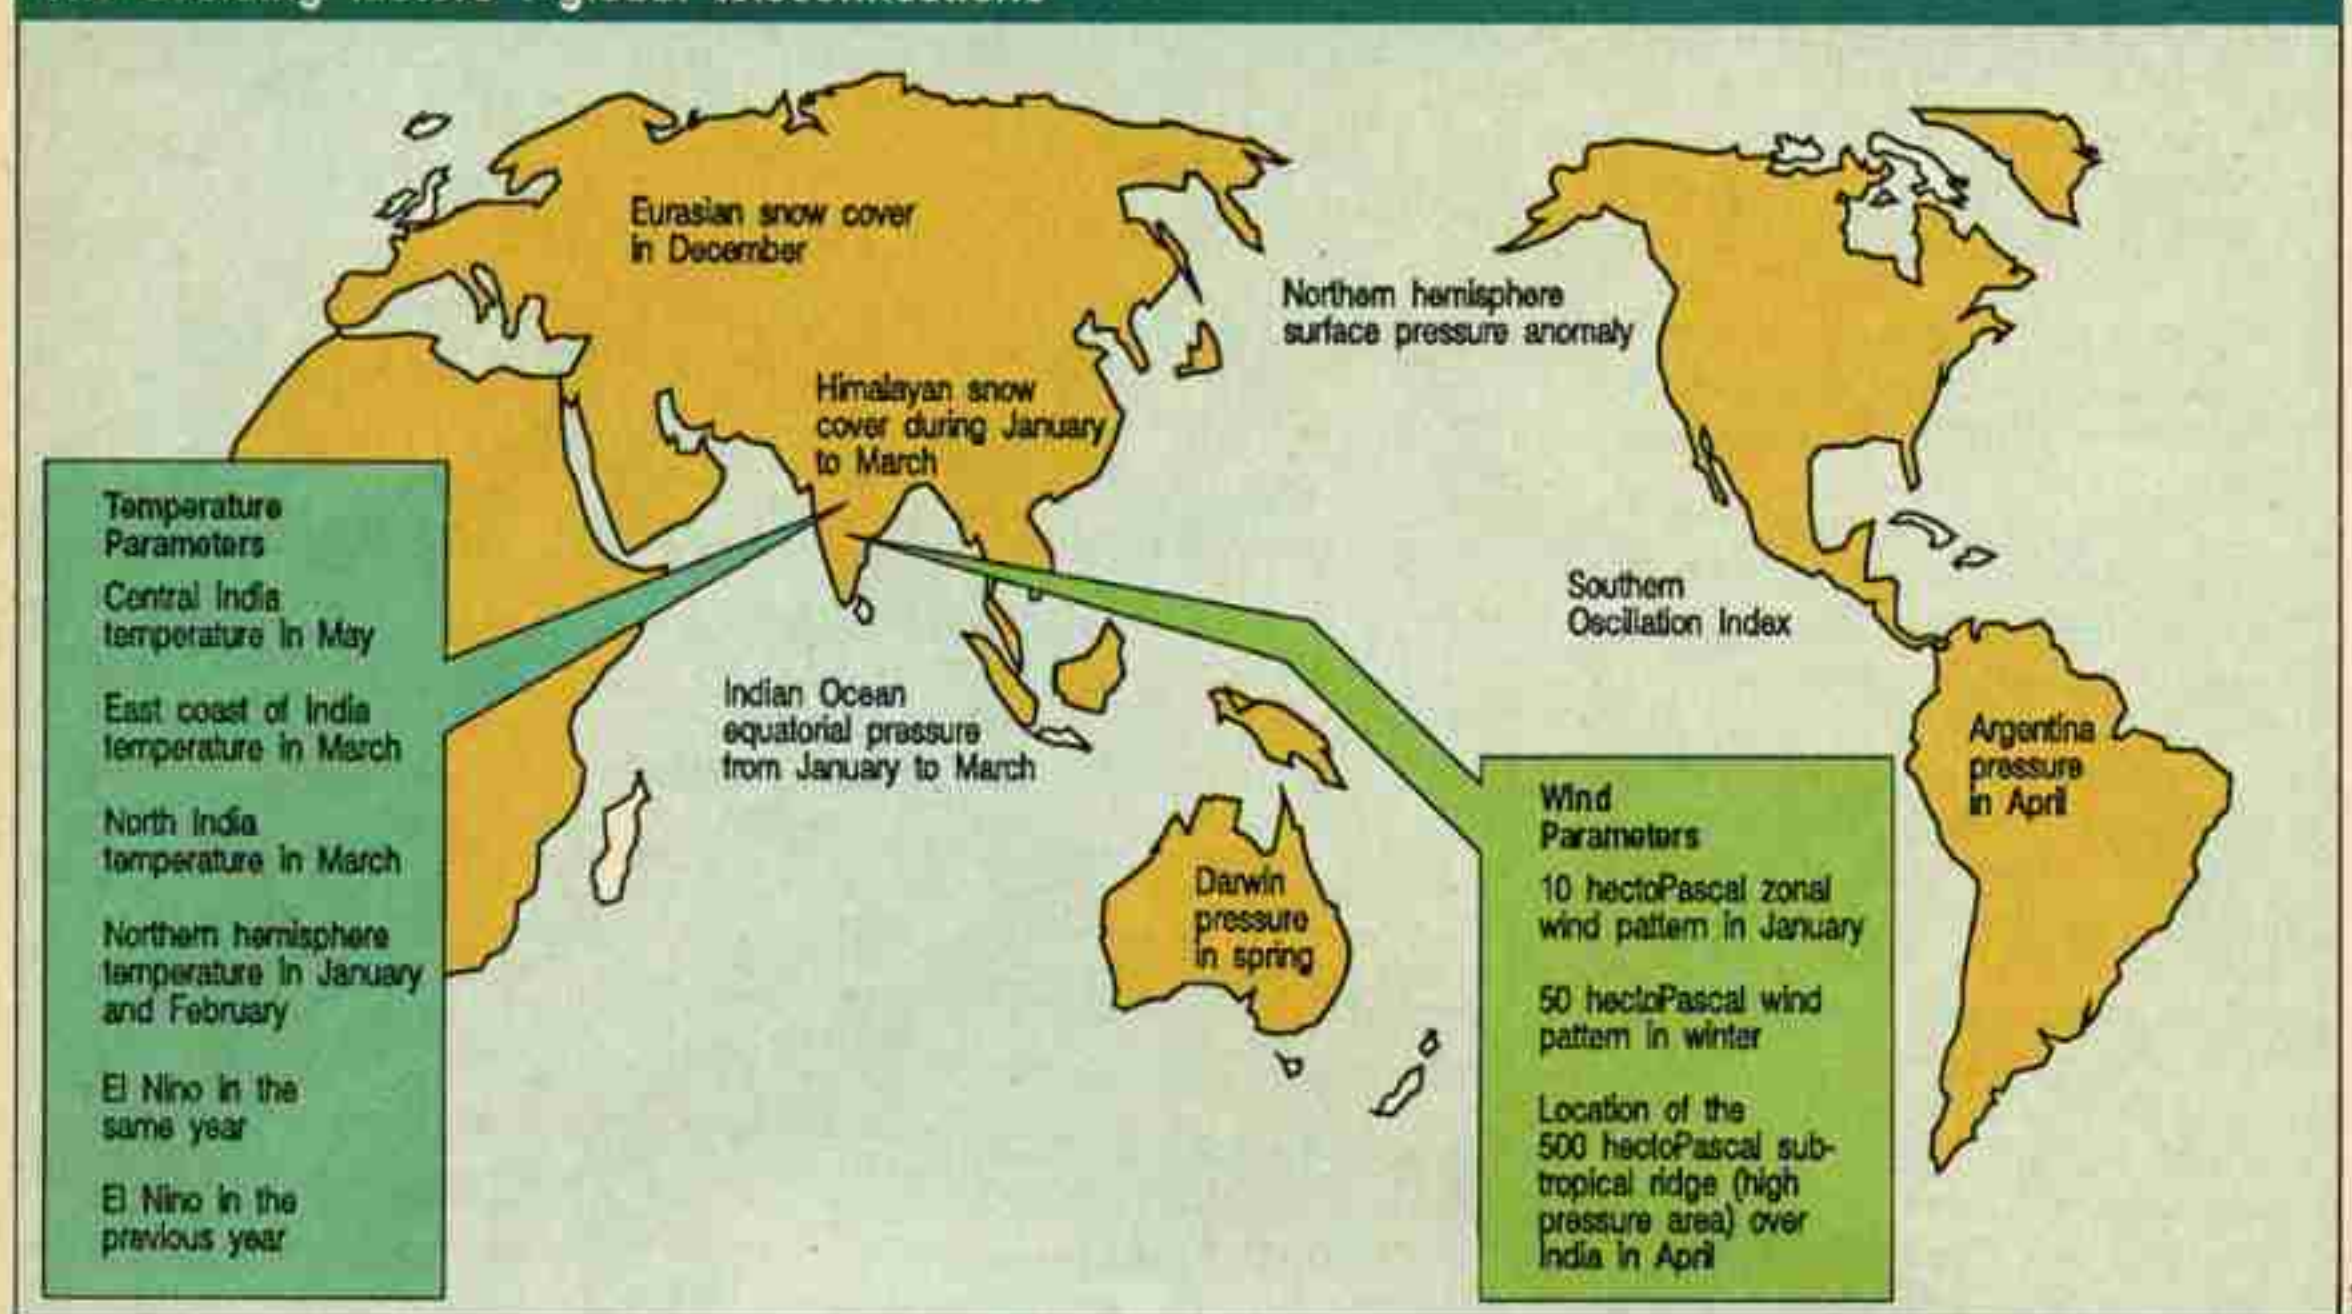 global teleconnections
Eurasian snow cover
in December
Northern hemisphere
surface pressure anomaly
Himalayan snow
cover during January
to March
Temperature
Parameters
Central India
temperature in May
East coast of India
temperature in March
North India
temperature in March
Northern hemisphere
temperature in January
and February
El Nino in the
same year
El Nino in the
previous year
Indian Ocean
equatorial pressure
from January to March
Southern
Oscillation Index
Argentina
pressure
in April
Darwin
pressure
in spring
Wind
Parameters
10 hectoPascal zonal
wind pattern in January
50 hectoPascal wind
pattern in winter
Location of the
500 hectoPascal sub-
tropical ridge (high
pressure area) over
India in April